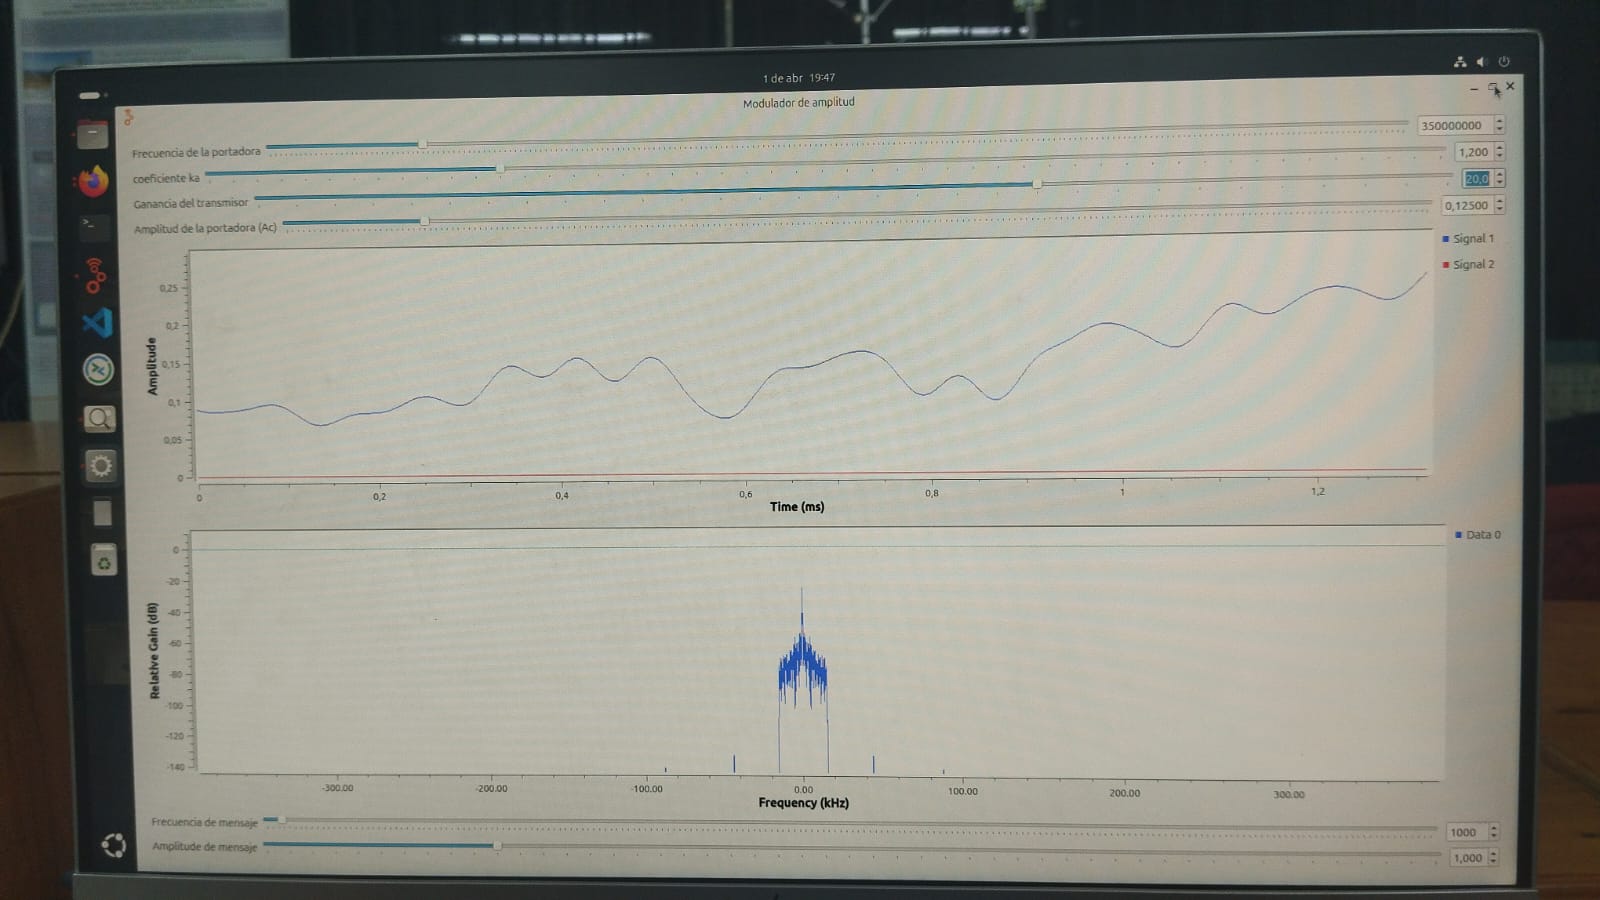 1 de abr 19:47
Modulador de amplitud
Frecuencia de la portadora 350000000
coeficiente ka 1,200
Ganancia del transmisor 20,0
Amplitud de la portadora (Ac) 0,12500
Signal 1
Signal 2
Amplitude
0,25
0,2
0,15
0,1
0,05
0
0 0,2 0,4 0,6 0,8 1 1,2
Time (ms)
Data 0
Relative Gain (dB)
0
-20
-40
-60
-80
-100
-120
-140
-300.00 -200.00 -100.00 0.00 100.00 200.00 300.00
Frequency (kHz)
Frecuencia de mensaje 1000
Amplitude de mensaje 1,000